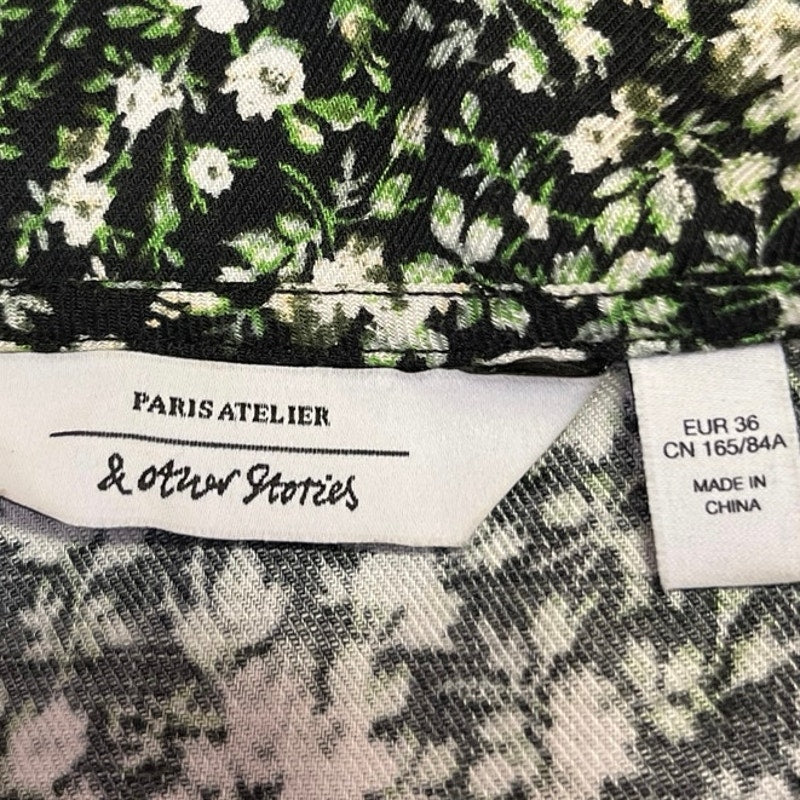 PARIS ATELIER
& other Stories
EUR 36
CN 165/84A
MADE IN
CHINA